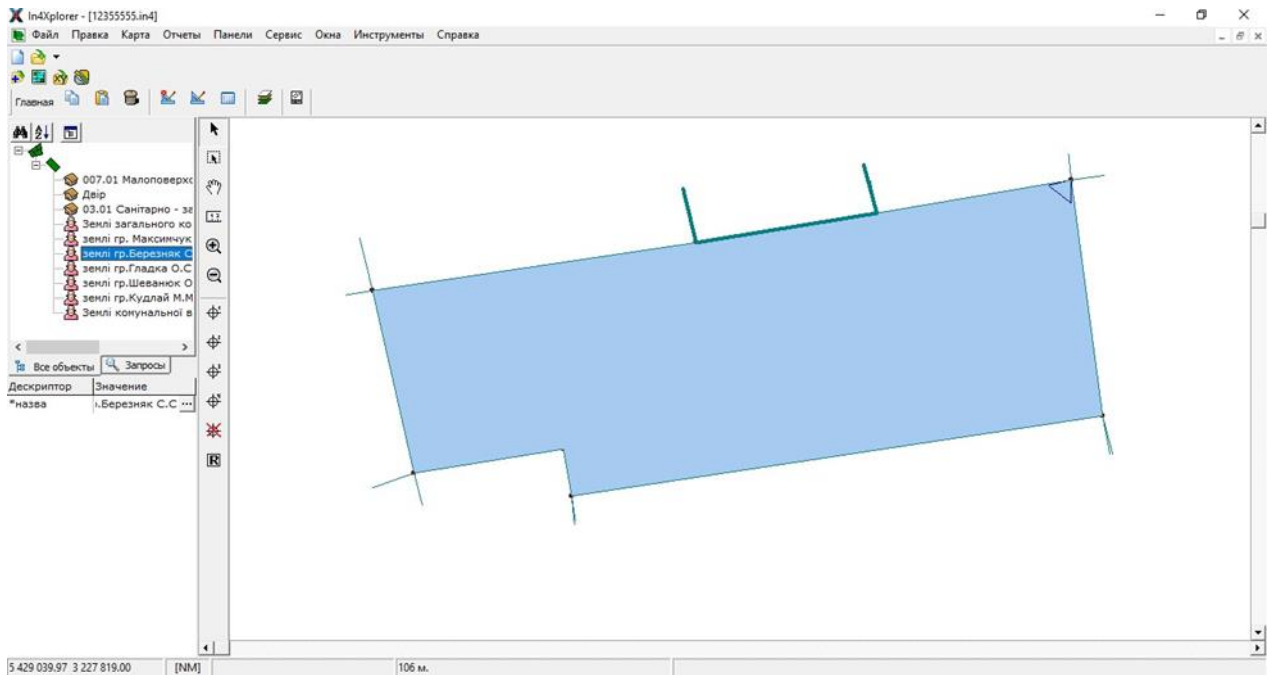 In4Xplorer - [12355555.in4]
Файл Правка Карта Отчеты Панели Сервис Окна Инструменты Справка
Главная
007.01 Малоповерхо
Двір
03.01 Санітарно - за
Землі загального ко
землі гр. Максимчук
землі гр.Березняк С
землі гр.Гладка О.С
землі гр.Шеванюк О
землі гр.Кудлай М.М
Землі комунальної в
Все объекты Запросы
Дескриптор Значение
*назва .Березняк С.С ...
5 429 039.97 3 227 819.00 [NM] 106 м.